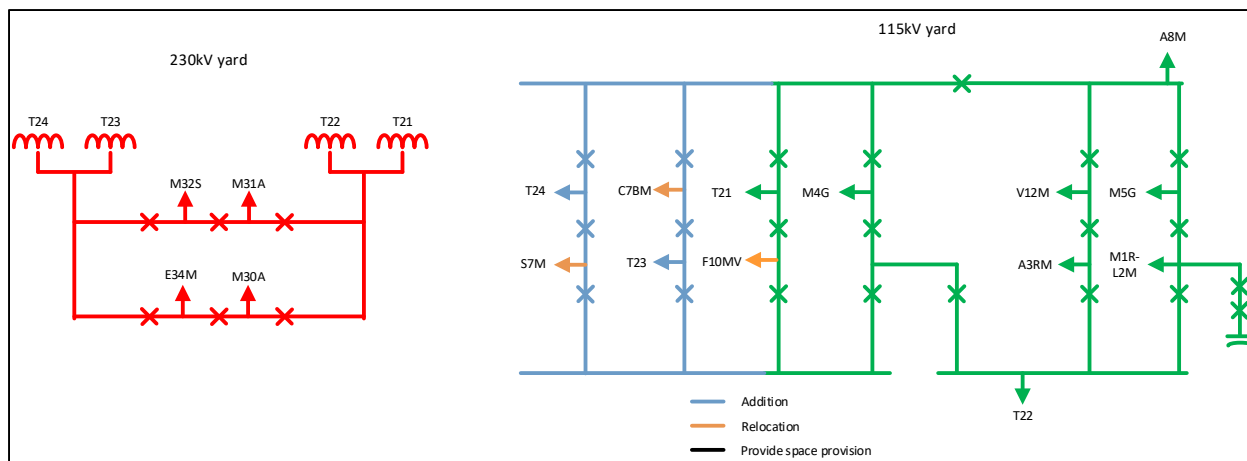 230kV yard
115kV yard
A8M
T24
T23
T22
T21
M32S
M31A
E34M
M30A
T24
C7BM
T21
M4G
V12M
M5G
S7M
T23
F10MV
A3RM
M1R-
L2M
T22
Addition
Relocation
Provide space provision